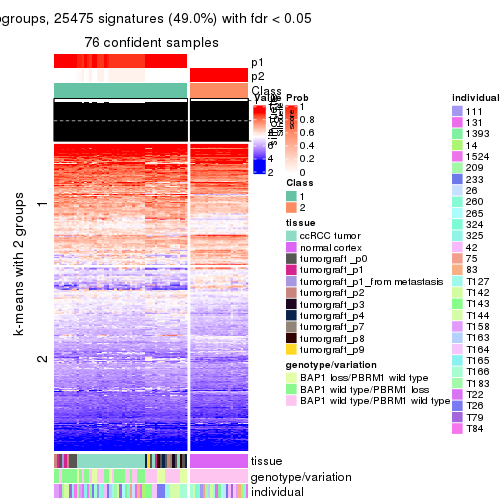 groups, 25475 signatures (49.0%) with fdr < 0.05
76 confident samples
p1
p2
Class
k-means with 2 groups
1
2
tissue
genotype/variation
individual
Value
2
4
6
Prob
0.8
0.6
0.4
0.2
0
Class
1
2
tissue
ccRCC tumor
normal cortex
tumorgraft_p0
tumorgraft_p1
tumorgraft_p1_from metastasis
tumorgraft_p2
tumorgraft_p3
tumorgraft_p4
tumorgraft_p7
tumorgraft_p8
tumorgraft_p9
genotype/variation
BAP1 loss/PBRM1 wild type
BAP1 wild type/PBRM1 loss
BAP1 wild type/PBRM1 wild type
individual
111
131
1393
14
1524
209
233
26
260
265
324
325
42
75
83
T127
T142
T143
T144
T158
T163
T164
T165
T166
T183
T22
T26
T79
T84